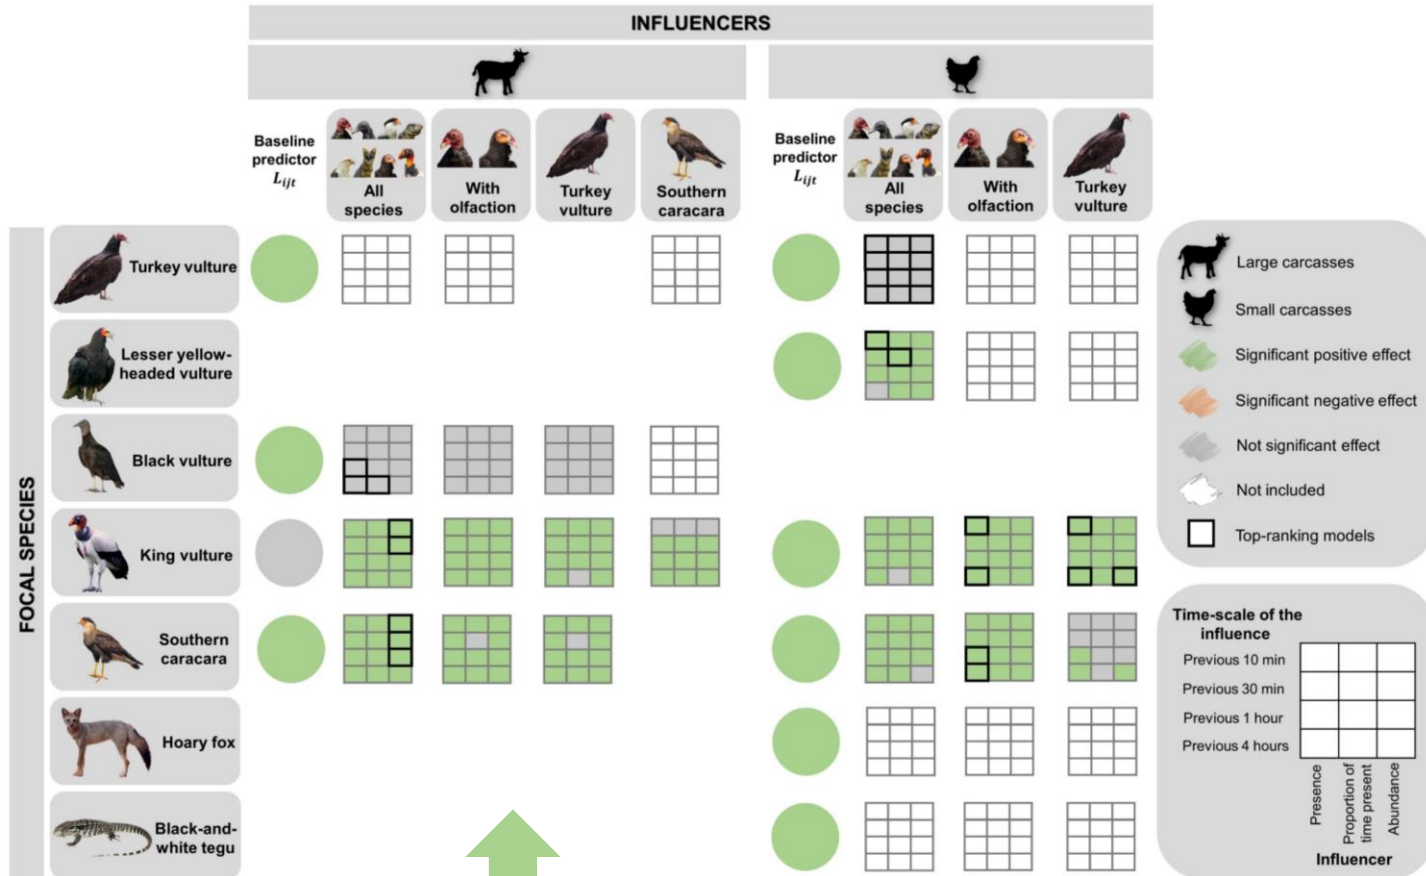 INFLUENCERS
Baseline
predictor
L_{ijt}
All
species
With
olfaction
Turkey
vulture
Southern
caracara
Baseline
predictor
L_{ijt}
All
species
With
olfaction
Turkey
vulture
FOCAL SPECIES
Turkey vulture
Lesser yellow-
headed vulture
Black vulture
King vulture
Southern
caracara
Hoary fox
Black-and-
white tegu
Large carcasses
Small carcasses
Significant positive effect
Significant negative effect
Not significant effect
Not included
Top-ranking models
Time-scale of the
influence
Previous 10 min
Previous 30 min
Previous 1 hour
Previous 4 hours
Presence
Proportion of
time present
Abundance
Influencer